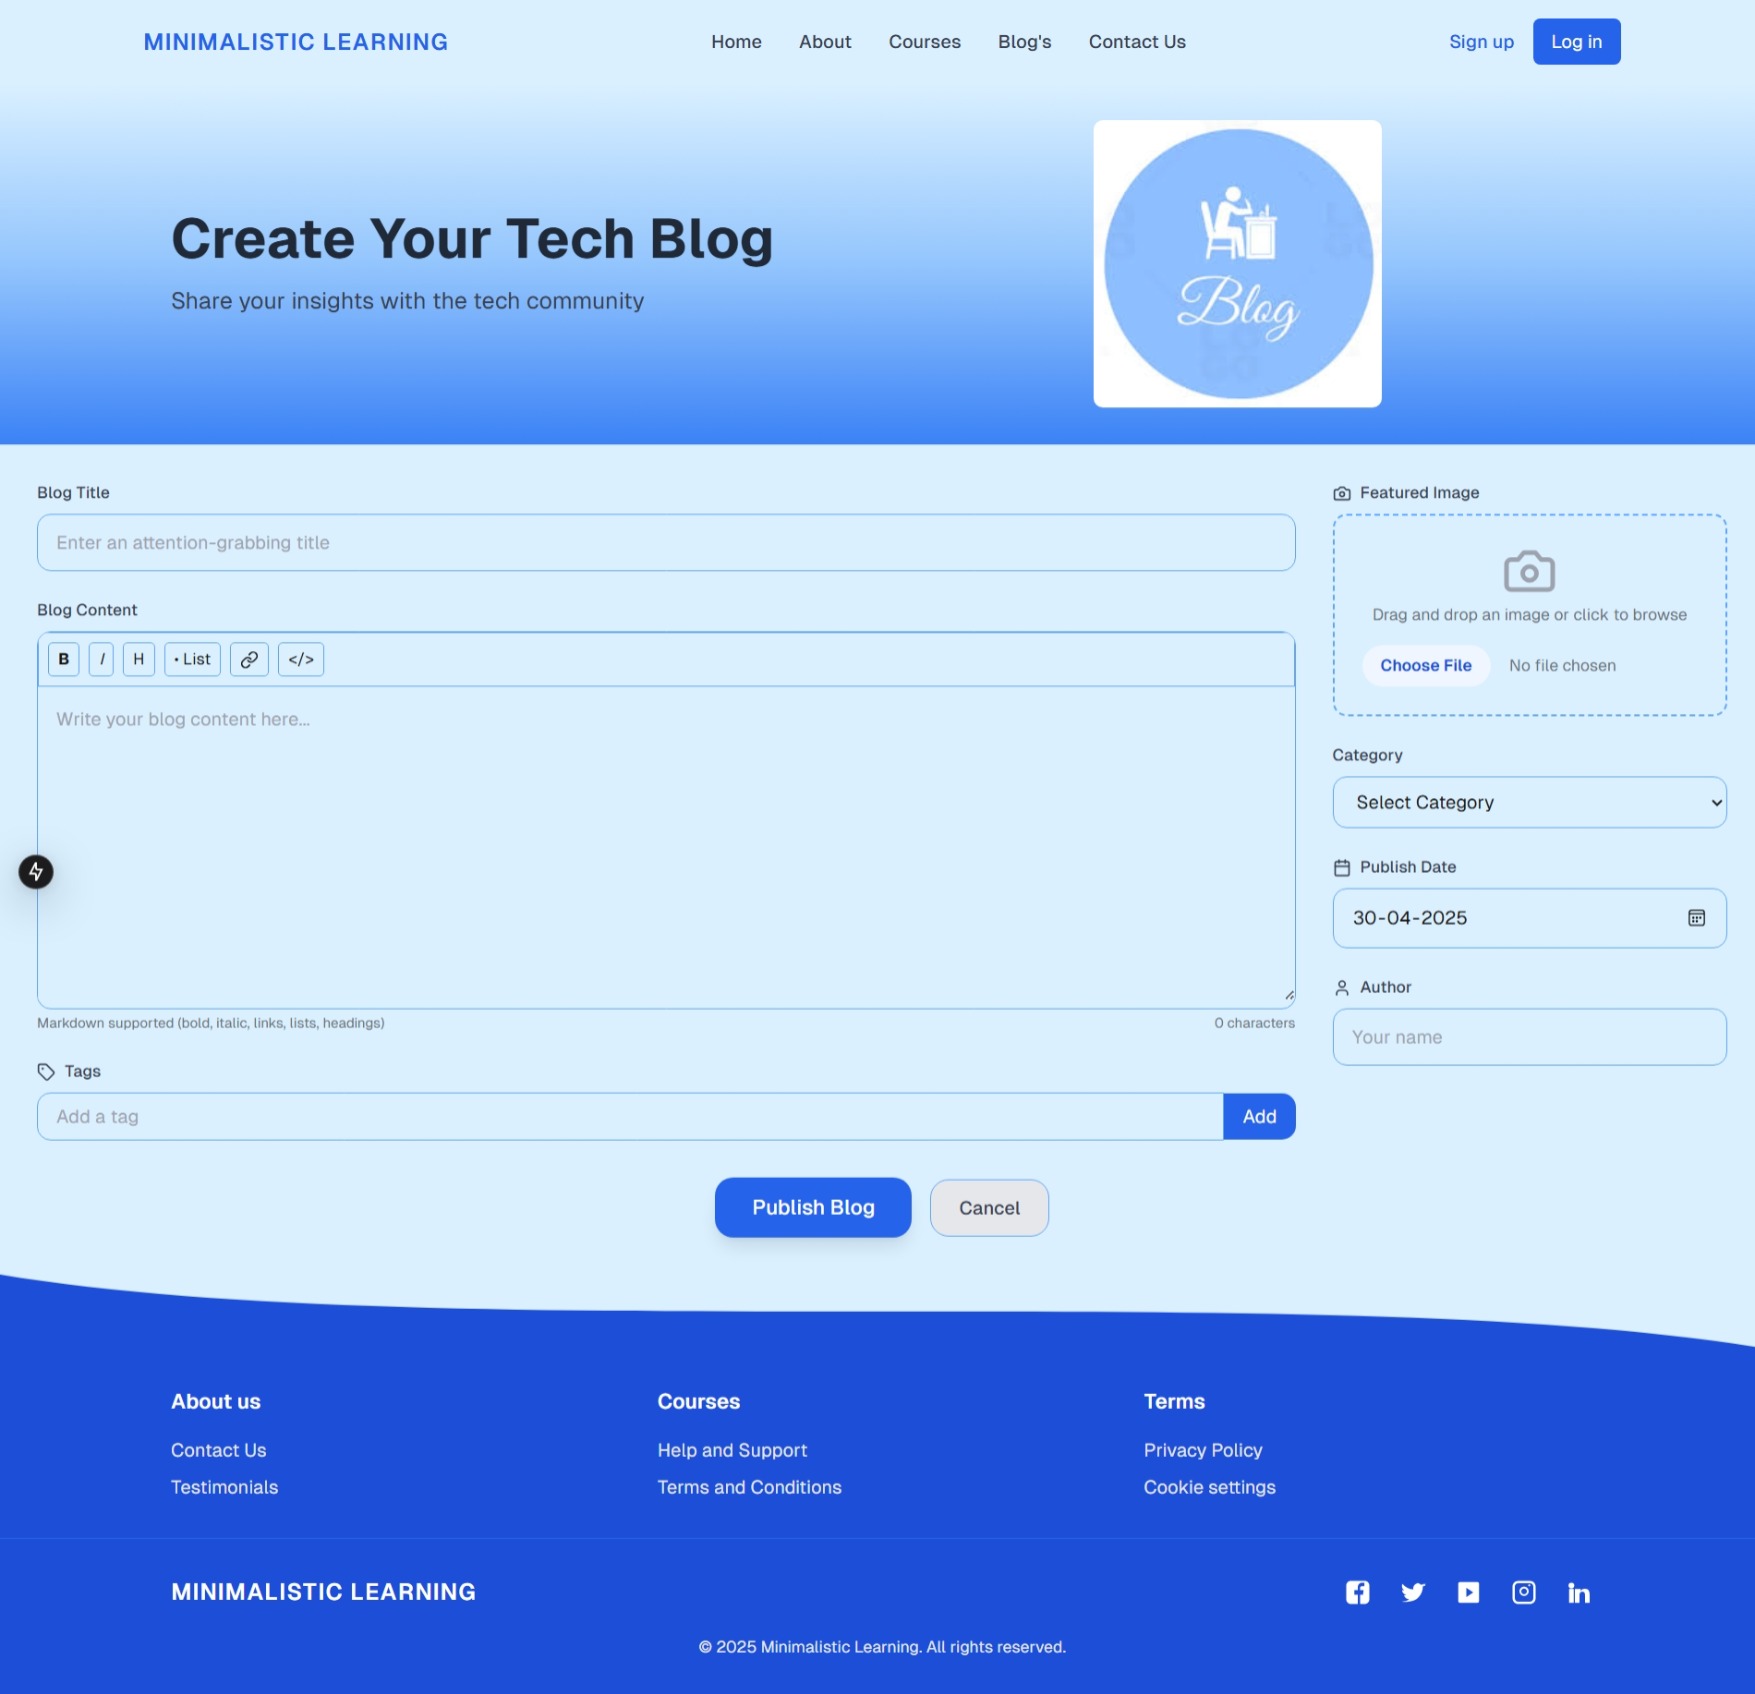 MINIMALISTIC LEARNING
Home About Courses Blog's Contact Us
Sign up Log in
Create Your Tech Blog
Share your insights with the tech community
Blog
Blog Title
Enter an attention-grabbing title
Blog Content
B I H • List </>
Write your blog content here...
Markdown supported (bold, italic, links, lists, headings)
0 characters
Tags
Add a tag
Add
Featured Image
Drag and drop an image or click to browse
Choose File No file chosen
Category
Select Category
Publish Date
30-04-2025
Author
Your name
Publish Blog Cancel
About us
Contact Us
Testimonials
Courses
Help and Support
Terms and Conditions
Terms
Privacy Policy
Cookie settings
MINIMALISTIC LEARNING
© 2025 Minimalistic Learning. All rights reserved.